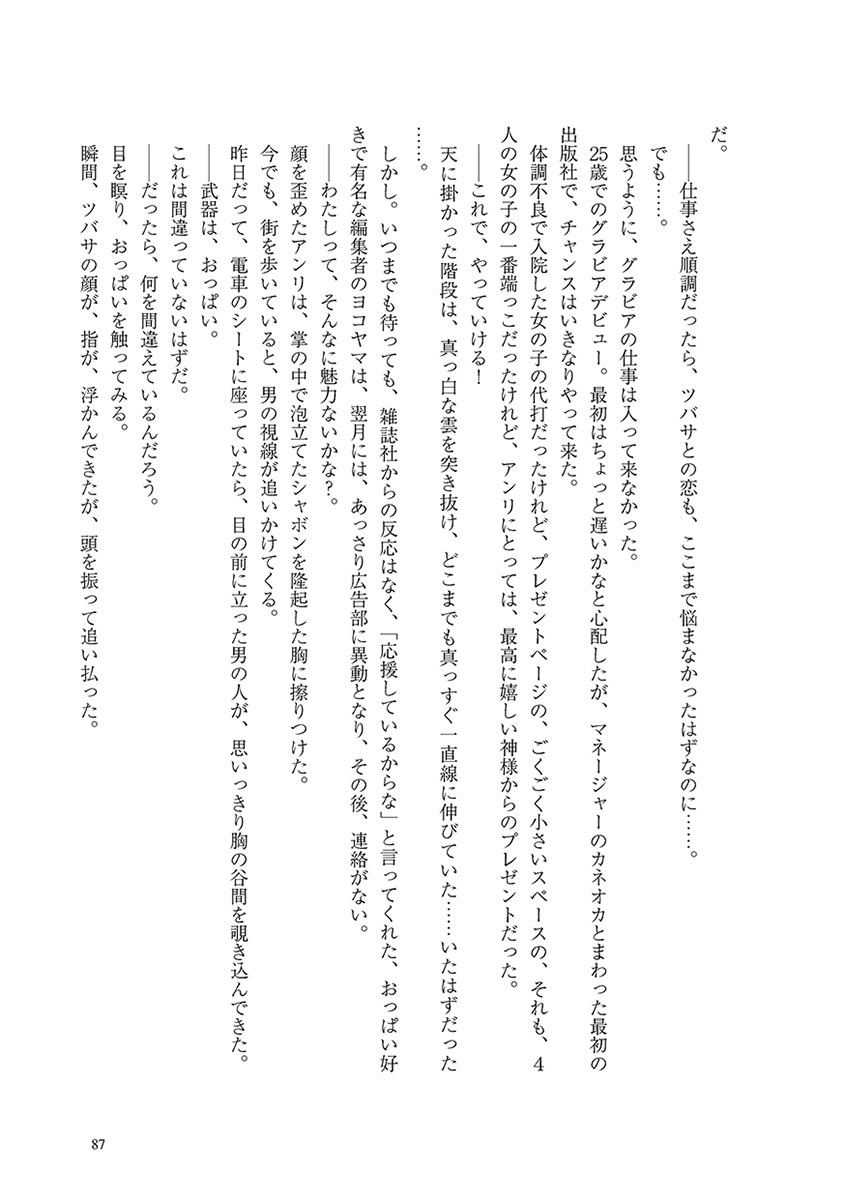 だ。
――仕事さえ順調だったら、ツバサとの恋も、ここまで悩まなかったはずなのに……。
でも……。
思うように、グラビアの仕事は入って来なかった。
25歳でのグラビアデビュー。最初はちょっと遅いかなと心配したが、マネージャーのカネオカとまわった最初の
出版社で、チャンスはいきなりやって来た。
体調不良で入院した女の子の代打だったけれど、プレゼントページの、ごくごく小さいスペースの、それも、4
人の女の子の一番端っこだったけれど、アンリにとっては、最高に嬉しい神様からのプレゼントだった。
――これで、やっていける！
天に掛かった階段は、真っ白な雲を突き抜け、どこまでも真っすぐ一直線に伸びていた……いたはずだった
……。
しかし。いつまでも待っても、雑誌社からの反応はなく、「応援しているからな」と言ってくれた、おっぱい好
きで有名な編集者のヨコヤマは、翌月には、あっさり広告部に異動となり、その後、連絡がない。
――わたしって、そんなに魅力ないかな？。
顔を歪めたアンリは、掌の中で泡立てたシャボンを隆起した胸に擦りつけた。
今でも、街を歩いていると、男の視線が追いかけてくる。
昨日だって、電車のシートに座っていたら、目の前に立った男の人が、思いっきり胸の谷間を覗き込んできた。
――武器は、おっぱい。
これは間違っていないはずだ。
――だったら、何を間違えているんだろう。
目を瞑り、おっぱいを触ってみる。
瞬間、ツバサの顔が、指が、浮かんできたが、頭を振って追い払った。
87